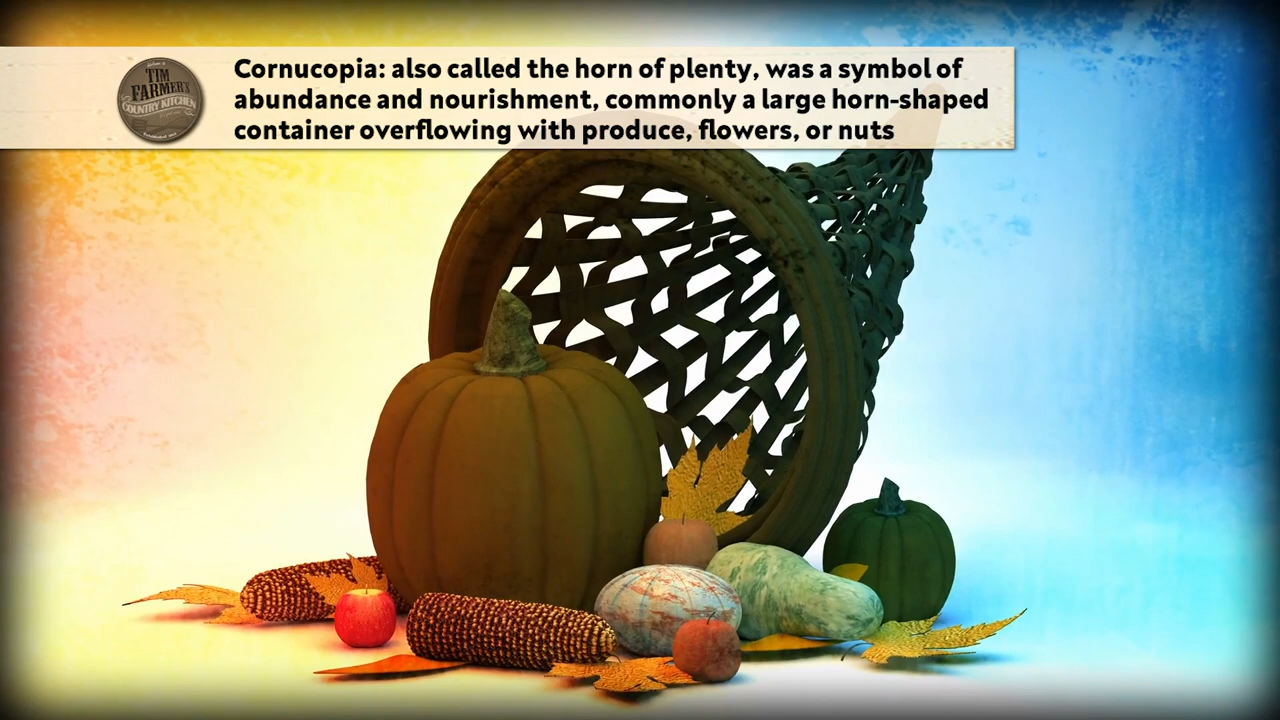 TIM
FARMER'S
COUNTRY KITCHEN
Cornucopia: also called the horn of plenty, was a symbol of
abundance and nourishment, commonly a large horn-shaped
container overflowing with produce, flowers, or nuts